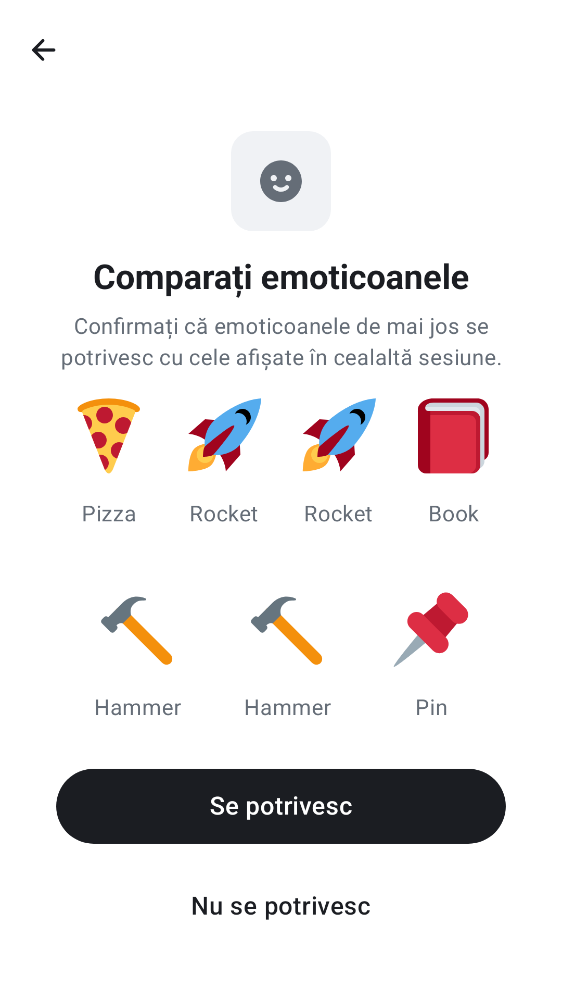 Comparați emoticoanele
Confirmați că emoticoanele de mai jos se
potrivesc cu cele afișate în cealaltă sesiune.
Pizza Rocket Rocket Book
Hammer Hammer Pin
Se potrivesc
Nu se potrivesc